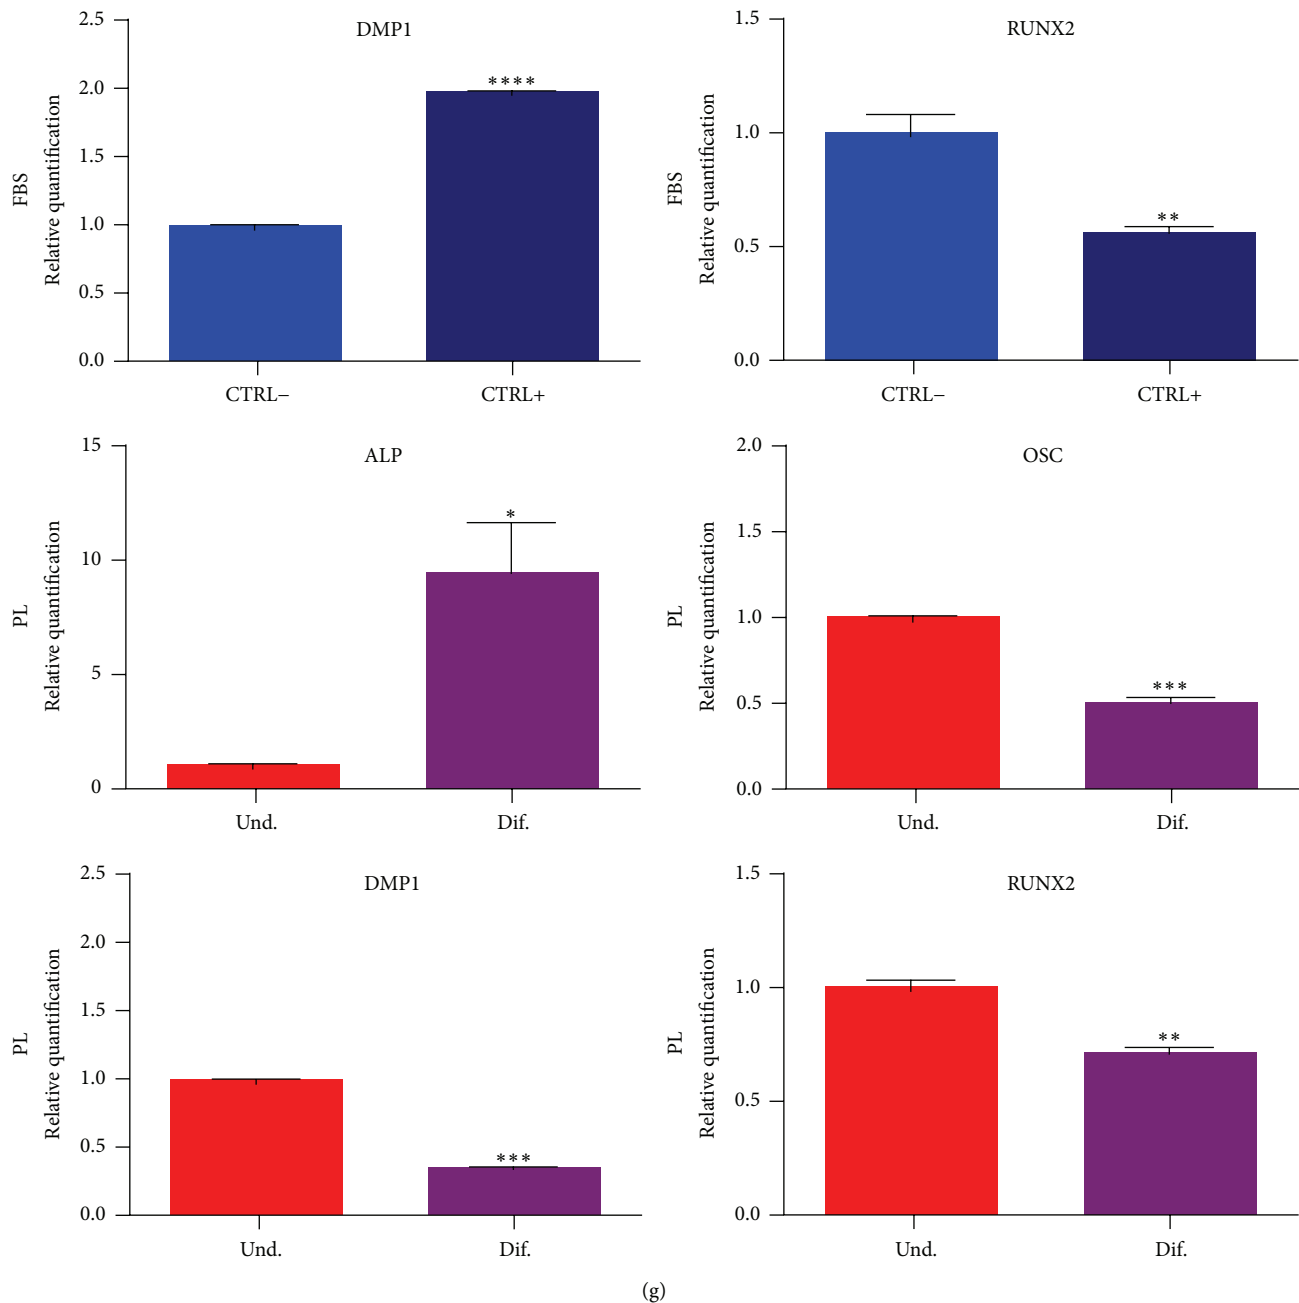 DMP1
FBS
Relative quantification
2.5
2.0
1.5
1.0
0.5
0.0
****
CTRL−
CTRL+
RUNX2
FBS
Relative quantification
1.5
1.0
0.5
0.0
**
CTRL−
CTRL+
ALP
PL
Relative quantification
15
10
5
0
*
Und.
Dif.
OSC
PL
Relative quantification
2.0
1.5
1.0
0.5
0.0
***
Und.
Dif.
DMP1
PL
Relative quantification
2.5
2.0
1.5
1.0
0.5
0.0
***
Und.
Dif.
RUNX2
PL
Relative quantification
1.5
1.0
0.5
0.0
**
Und.
Dif.
(g)